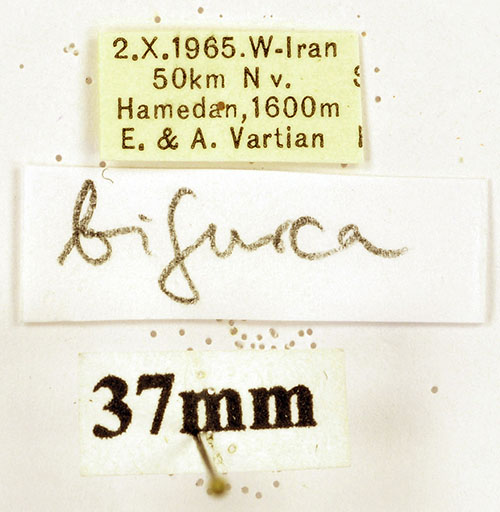 2.X.1965.W-Iran
50km N v.
Hamedan,1600m
E. & A. Vartian
bifurca
37mm